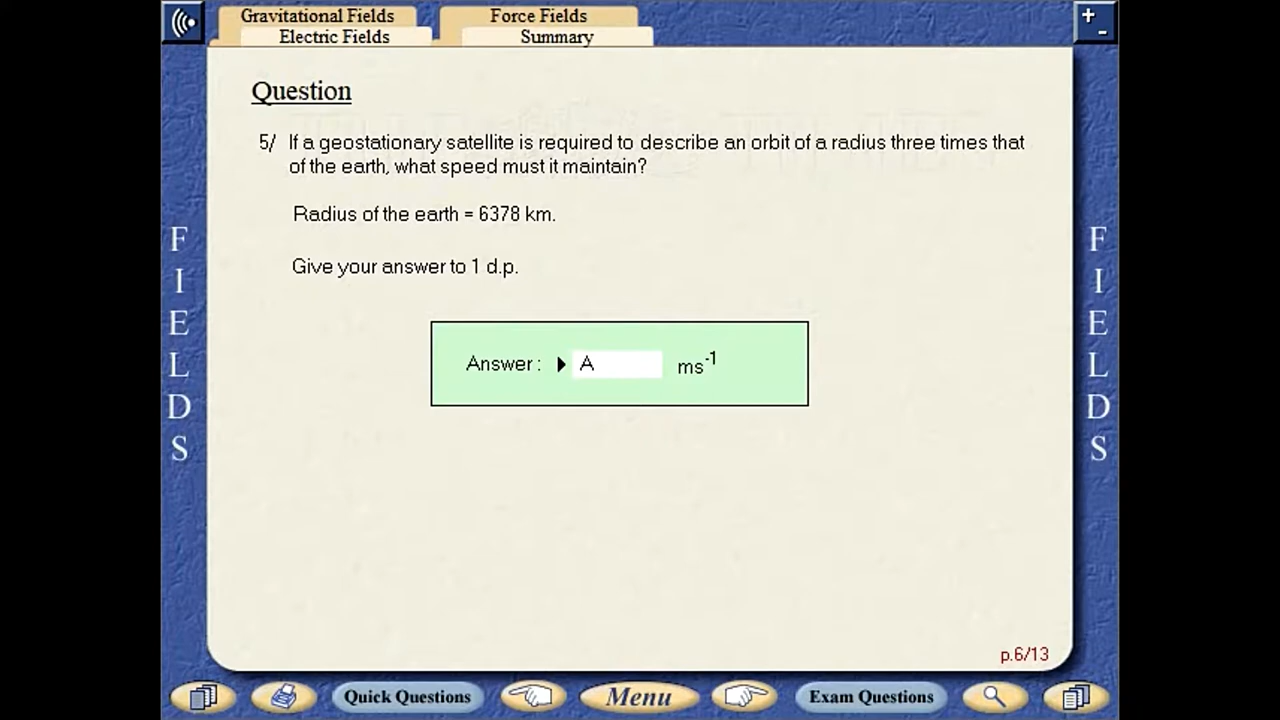 Gravitational Fields
Force Fields
Electric Fields
Summary
+
-
Question
5/ If a geostationary satellite is required to describe an orbit of a radius three times that
of the earth, what speed must it maintain?
Radius of the earth = 6378 km.
Give your answer to 1 d.p.
Answer : A ms-1
FIELDS
FIELDS
p.6/13
Quick Questions
Menu
Exam Questions